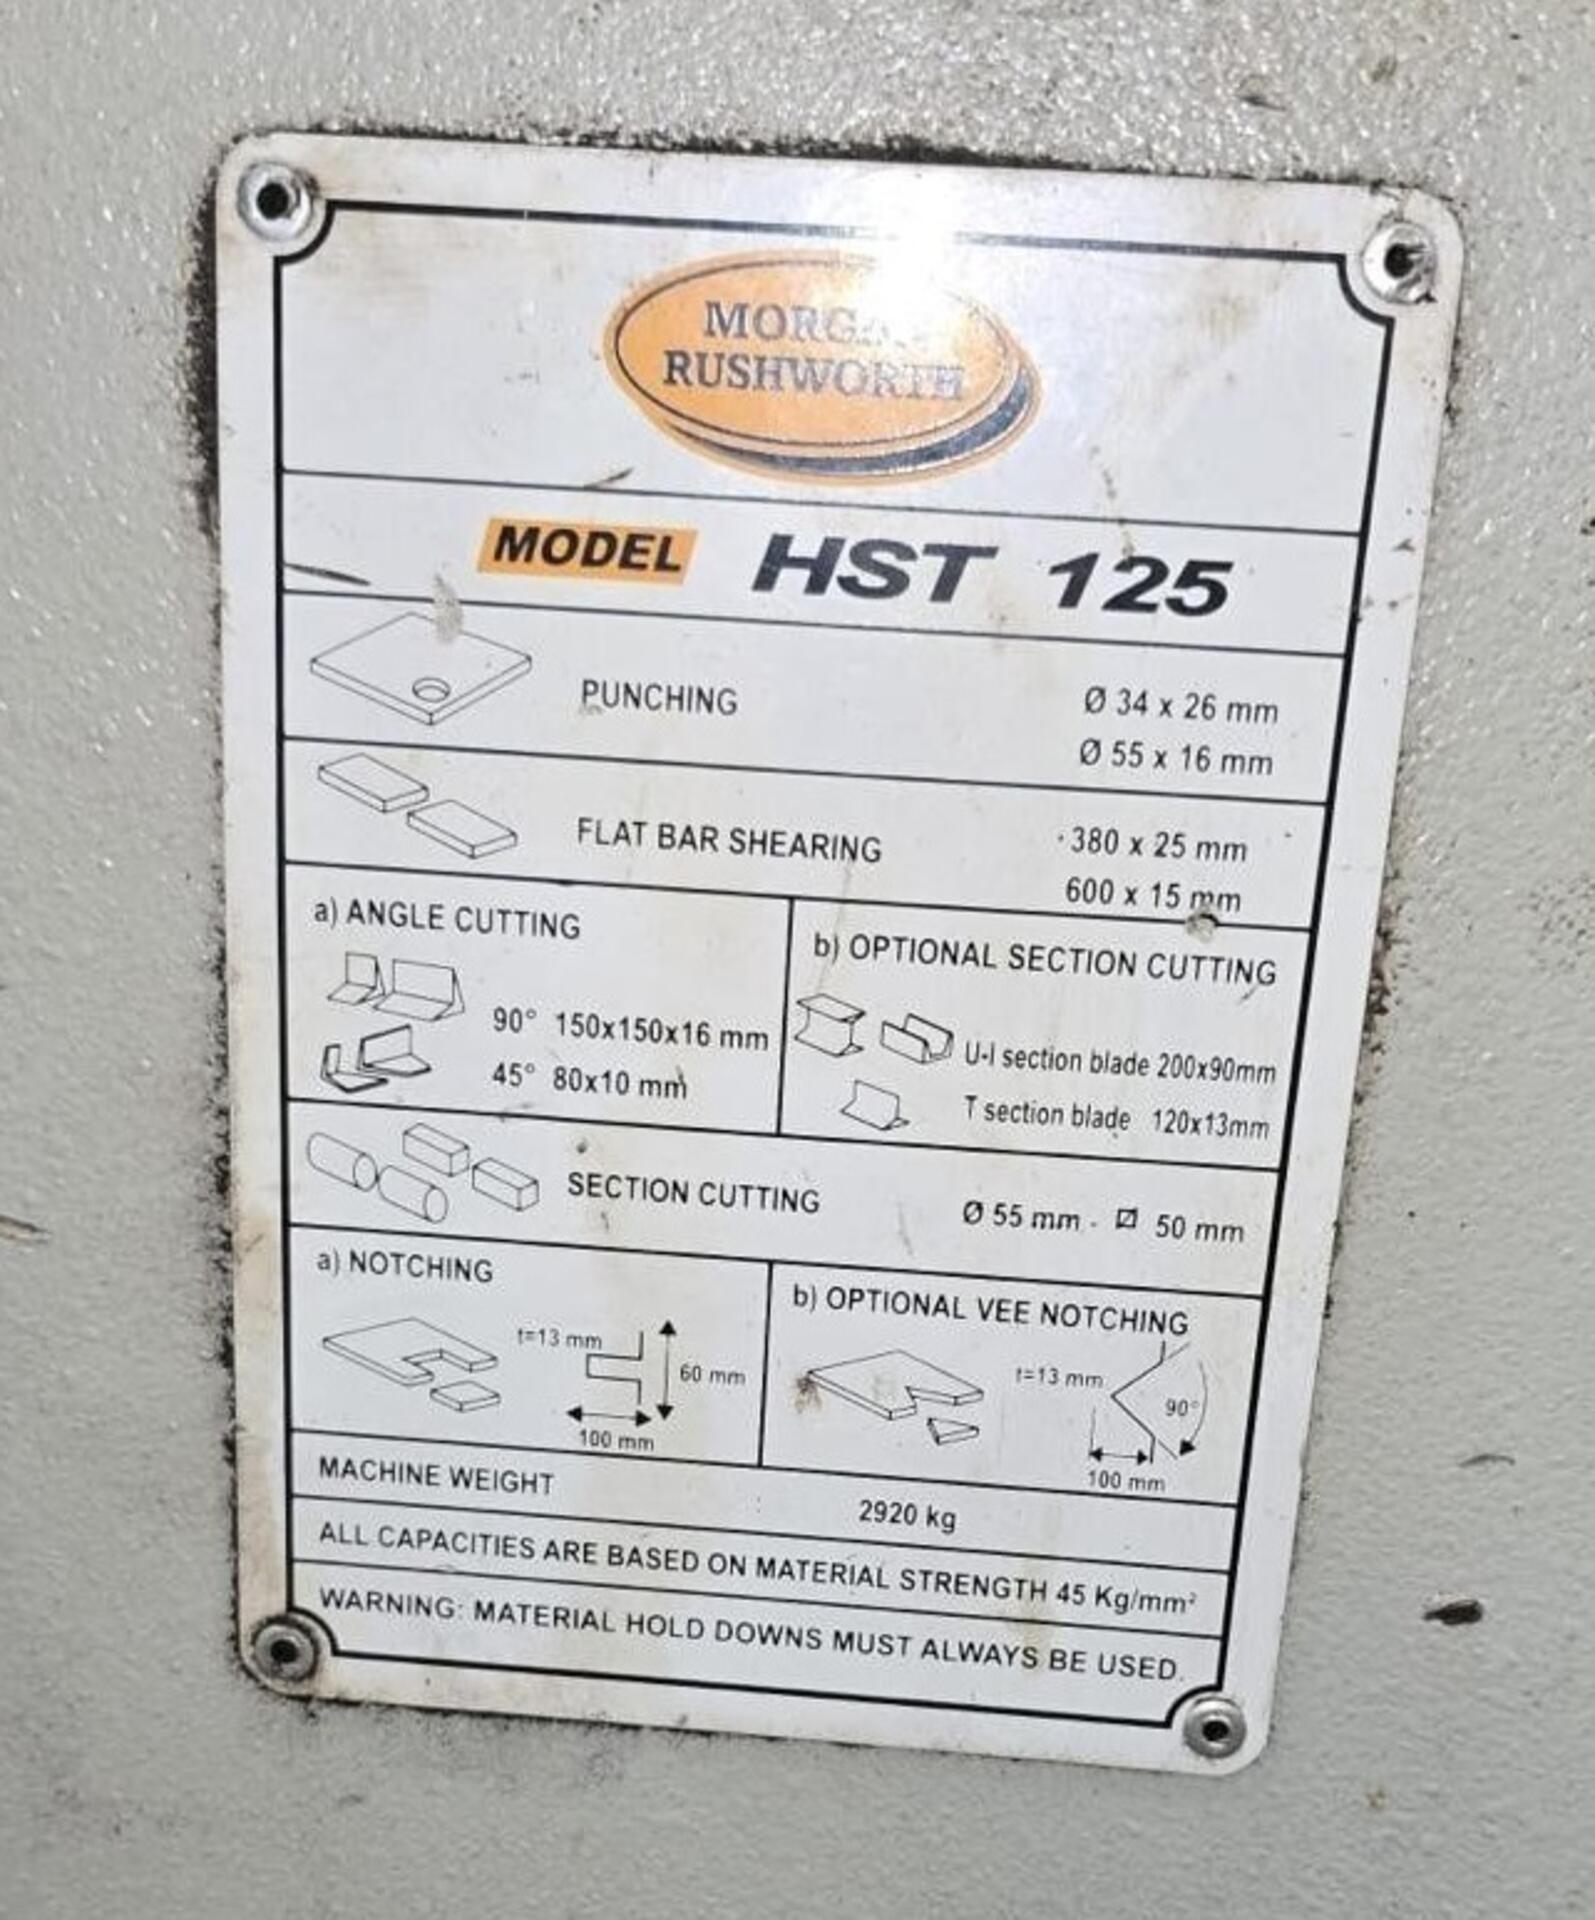 MORGAN
RUSHWORTH
MODEL HST 125
PUNCHING Ø 34 x 26 mm
Ø 55 x 16 mm
FLAT BAR SHEARING 380 x 25 mm
600 x 15 mm
a) ANGLE CUTTING
90° 150x150x16 mm
45° 80x10 mm
b) OPTIONAL SECTION CUTTING
U-I section blade 200x90mm
T section blade 120x13mm
SECTION CUTTING Ø 55 mm - ⍁ 50 mm
a) NOTCHING
t=13 mm
60 mm
100 mm
b) OPTIONAL VEE NOTCHING
t=13 mm
90°
100 mm
MACHINE WEIGHT 2920 kg
ALL CAPACITIES ARE BASED ON MATERIAL STRENGTH 45 Kg/mm²
WARNING: MATERIAL HOLD DOWNS MUST ALWAYS BE USED.